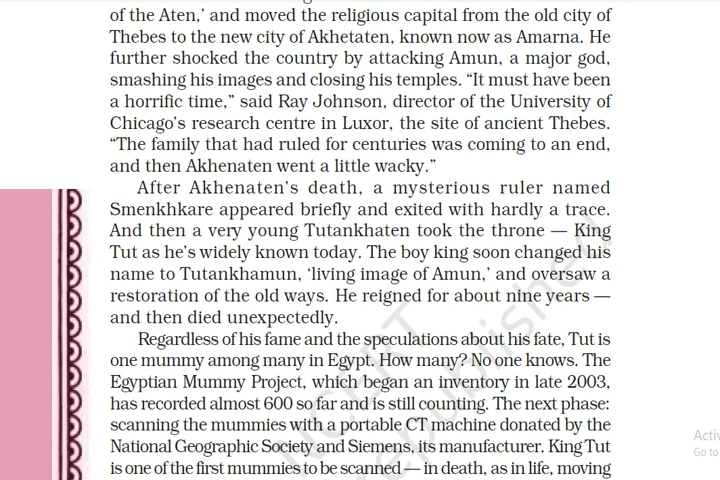 of the Aten,’ and moved the religious capital from the old city of
Thebes to the new city of Akhetaten, known now as Amarna. He
further shocked the country by attacking Amun, a major god,
smashing his images and closing his temples. “It must have been
a horrific time,” said Ray Johnson, director of the University of
Chicago’s research centre in Luxor, the site of ancient Thebes.
“The family that had ruled for centuries was coming to an end,
and then Akhenaten went a little wacky.”
After Akhenaten’s death, a mysterious ruler named
Smenkhkare appeared briefly and exited with hardly a trace.
And then a very young Tutankhaten took the throne — King
Tut as he’s widely known today. The boy king soon changed his
name to Tutankhamun, ‘living image of Amun,’ and oversaw a
restoration of the old ways. He reigned for about nine years —
and then died unexpectedly.
Regardless of his fame and the speculations about his fate, Tut is
one mummy among many in Egypt. How many? No one knows. The
Egyptian Mummy Project, which began an inventory in late 2003,
has recorded almost 600 so far and is still counting. The next phase:
scanning the mummies with a portable CT machine donated by the
National Geographic Society and Siemens, its manufacturer. King Tut
is one of the first mummies to be scanned — in death, as in life, moving
NCERT
republished
Activ
Go to